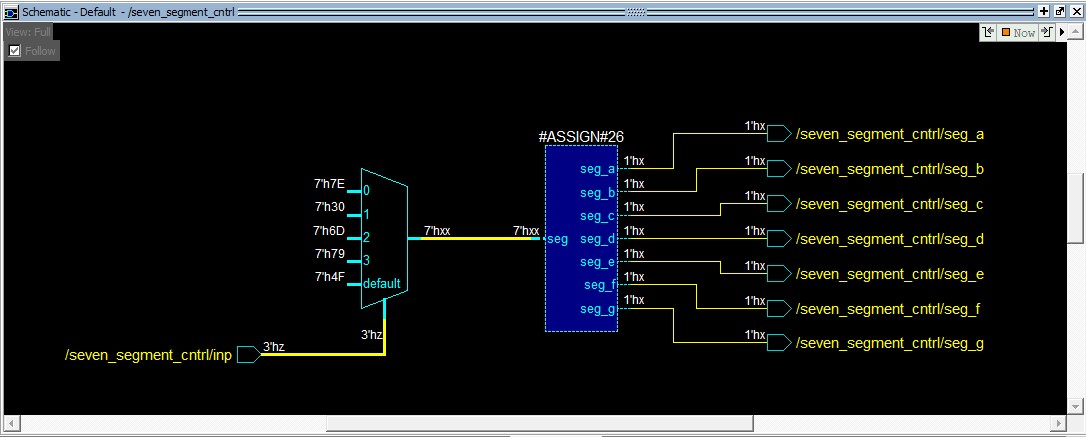 Schematic - Default - /seven_segment_cntrl
View: Full
Follow
Now
#ASSIGN#26
7'h7E 0
7'h30 1
7'h6D 2
7'h79 3
7'h4F default
7'hxx 7'hxx
seg
seg_a 1'hx 1'hx /seven_segment_cntrl/seg_a
seg_b 1'hx 1'hx /seven_segment_cntrl/seg_b
seg_c 1'hx 1'hx /seven_segment_cntrl/seg_c
seg_d 1'hx 1'hx /seven_segment_cntrl/seg_d
seg_e 1'hx 1'hx /seven_segment_cntrl/seg_e
seg_f 1'hx 1'hx /seven_segment_cntrl/seg_f
seg_g 1'hx 1'hx /seven_segment_cntrl/seg_g
/seven_segment_cntrl/inp 3'hz 3'hz